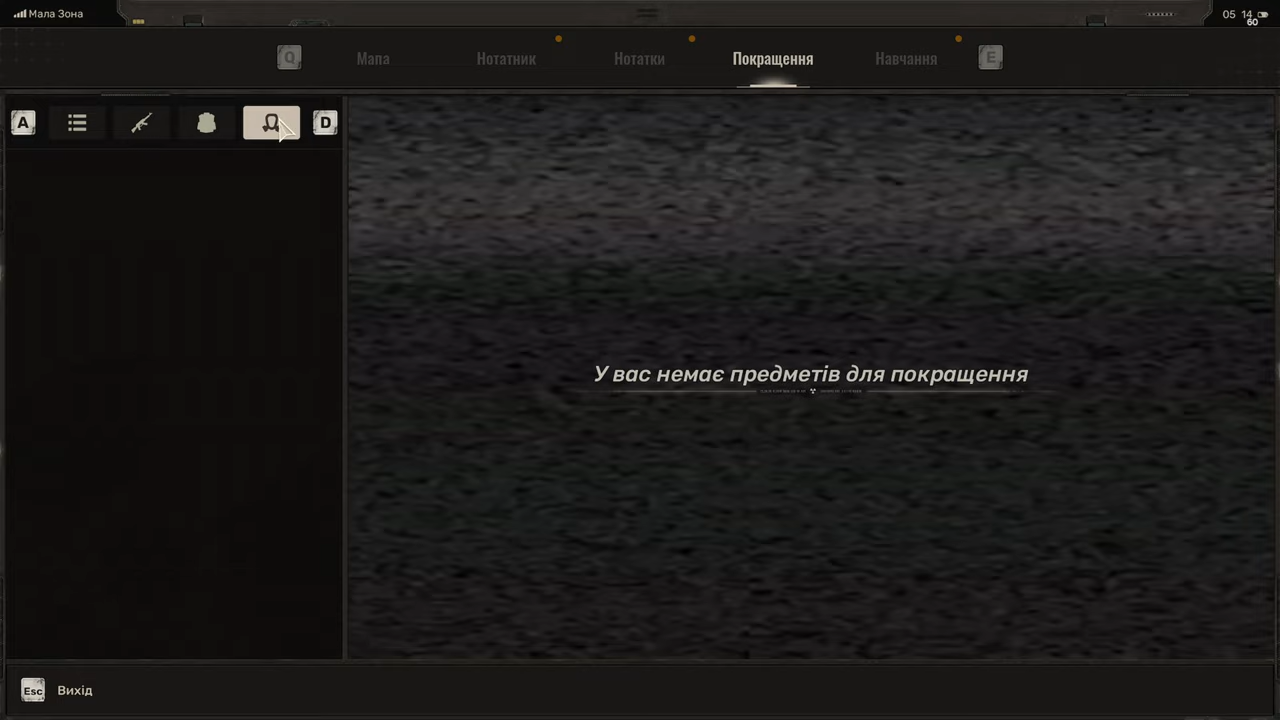 Мала Зона
05 14
60
Q Мапа Нотатник Нотатки Покращення Навчання E
A D
У вас немає предметів для покращення
Esc Вихід